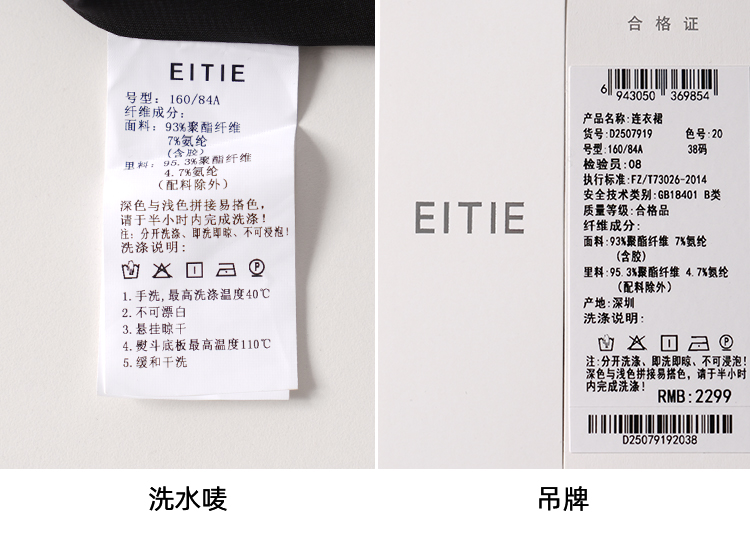 EITIE
号型：160/84A
纤维成分：
面料：93%聚酯纤维
7%氨纶
(含胶)
里料：95.3%聚酯纤维
4.7%氨纶
(配料除外)
深色与浅色拼接易搭色，
请于半小时内完成洗涤！
注：分开洗涤、即洗即晾、不可浸泡！
洗涤说明：
1.手洗,最高洗涤温度40℃
2.不可漂白
3.悬挂晾干
4.熨斗底板最高温度110℃
5.缓和干洗
洗水唛
EITIE
合格证
6 943050 369854
产品名称:连衣裙
货号:D2507919 色号:20
号型:160/84A 38码
检验员:08
执行标准:FZ/T73026-2014
安全技术类别:GB18401 B类
质量等级:合格品
纤维成分:
面料:93%聚酯纤维 7%氨纶
(含胶)
里料:95.3%聚酯纤维 4.7%氨纶
(配料除外)
产地:深圳
洗涤说明:
注:分开洗涤、即洗即晾、不可浸泡！
深色与浅色拼接易搭色，请于半小时
内完成洗涤！
RMB:2299
D25079192038
吊牌